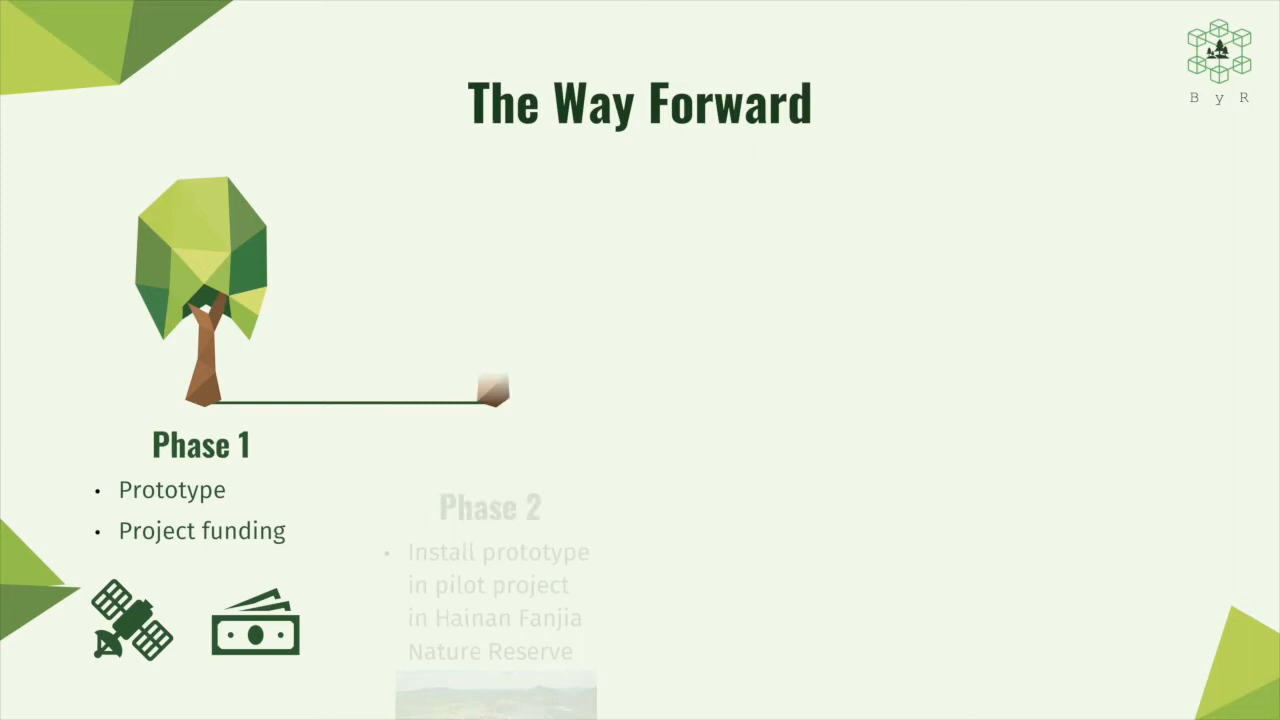 B y R
The Way Forward
Phase 1
• Prototype
• Project funding
Phase 2
• Install prototype
in pilot project
in Hainan Fanjia
Nature Reserve